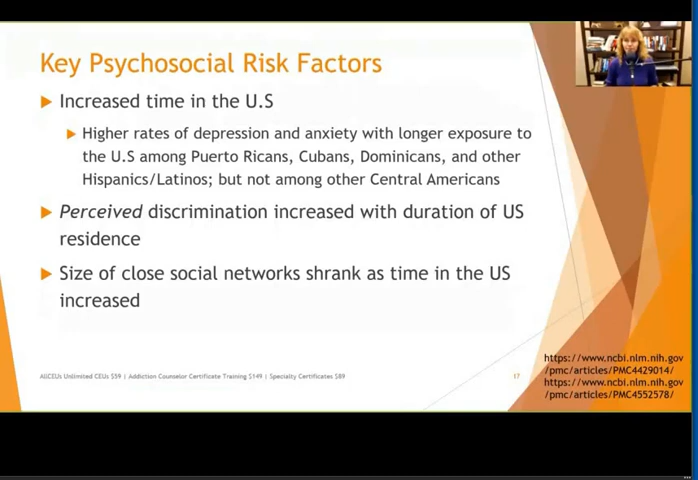 Key Psychosocial Risk Factors
Increased time in the U.S
Higher rates of depression and anxiety with longer exposure to
the U.S among Puerto Ricans, Cubans, Dominicans, and other
Hispanics/Latinos; but not among other Central Americans
Perceived discrimination increased with duration of US
residence
Size of close social networks shrank as time in the US
increased
https://www.ncbi.nlm.nih.gov
/pmc/articles/PMC4429014/
https://www.ncbi.nlm.nih.gov
/pmc/articles/PMC4552578/
AllCEUs Unlimited CEUs $59 | Addiction Counselor Certificate Training $149 | Specialty Certificates $89
17